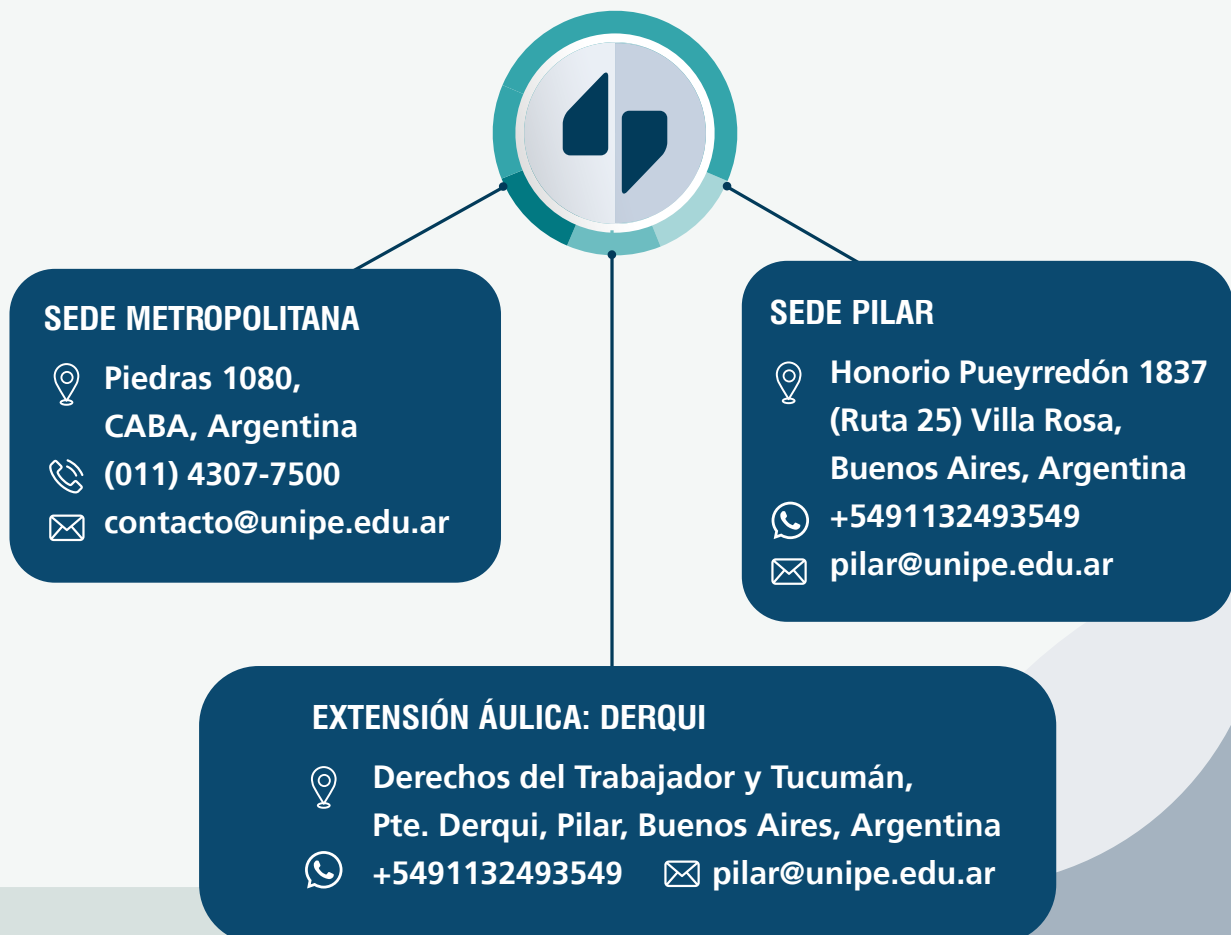 SEDE METROPOLITANA
Piedras 1080,
CABA, Argentina
(011) 4307-7500
contacto@unipe.edu.ar
SEDE PILAR
Honorio Pueyrredón 1837
(Ruta 25) Villa Rosa,
Buenos Aires, Argentina
+5491132493549
pilar@unipe.edu.ar
EXTENSIÓN ÁULICA: DERQUI
Derechos del Trabajador y Tucumán,
Pte. Derqui, Pilar, Buenos Aires, Argentina
+5491132493549 pilar@unipe.edu.ar